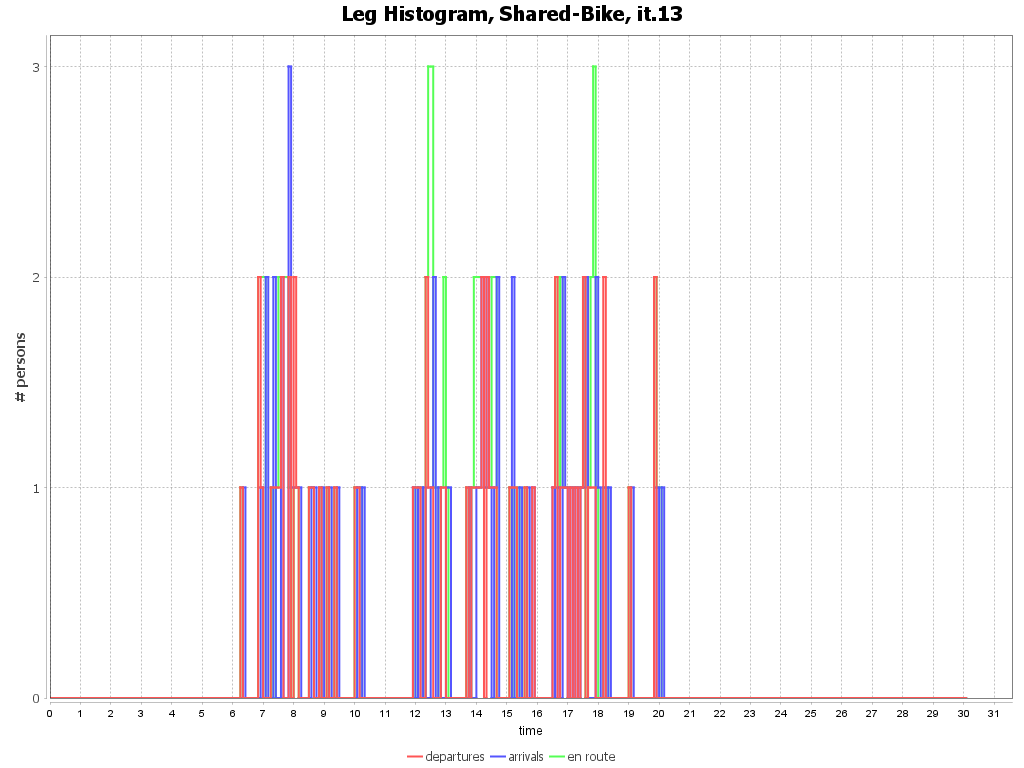 Leg Histogram, Shared-Bike, it.13
# persons
3
2
1
0
0 1 2 3 4 5 6 7 8 9 10 11 12 13 14 15 16 17 18 19 20 21 22 23 24 25 26 27 28 29 30 31
time
departures arrivals en route